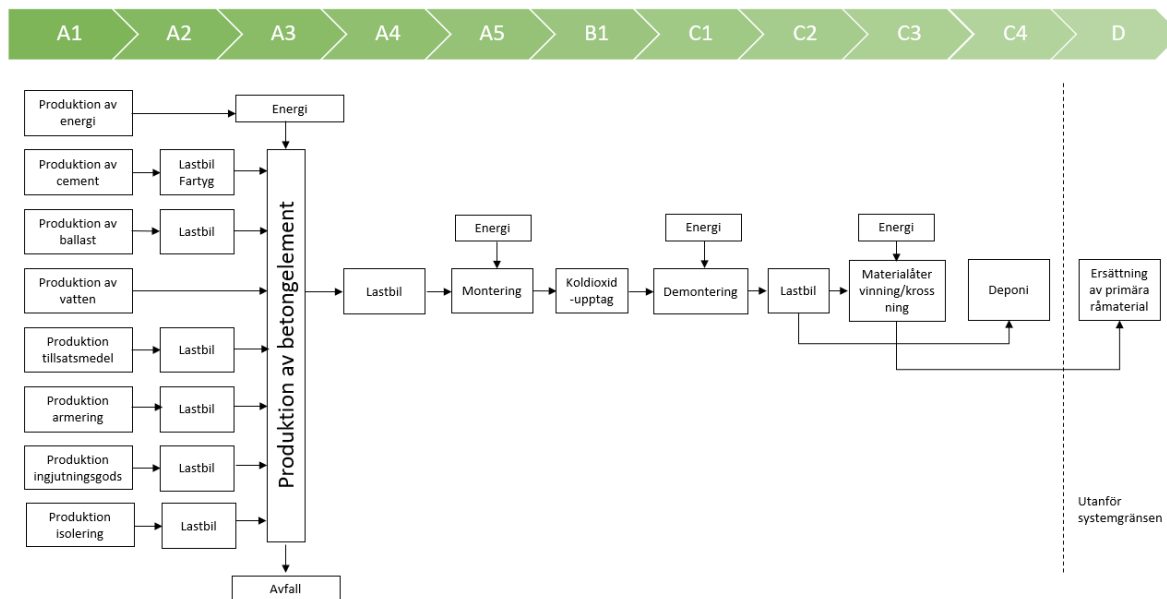 A1
A2
A3
A4
A5
B1
C1
C2
C3
C4
D
Produktion av
energi
Energi
Produktion av
cement
Lastbil
Fartyg
Produktion av
ballast
Lastbil
Produktion av
vatten
Produktion
tillsatsmedel
Lastbil
Produktion
armering
Lastbil
Produktion
ingjutningsgods
Lastbil
Produktion
isolering
Lastbil
Produktion av betongelement
Avfall
Lastbil
Energi
Montering
Koldioxid
-upptag
Energi
Demontering
Lastbil
Energi
Materialåter
vinning/kross
ning
Deponi
Ersättning
av primära
råmaterial
Utanför
systemgränsen